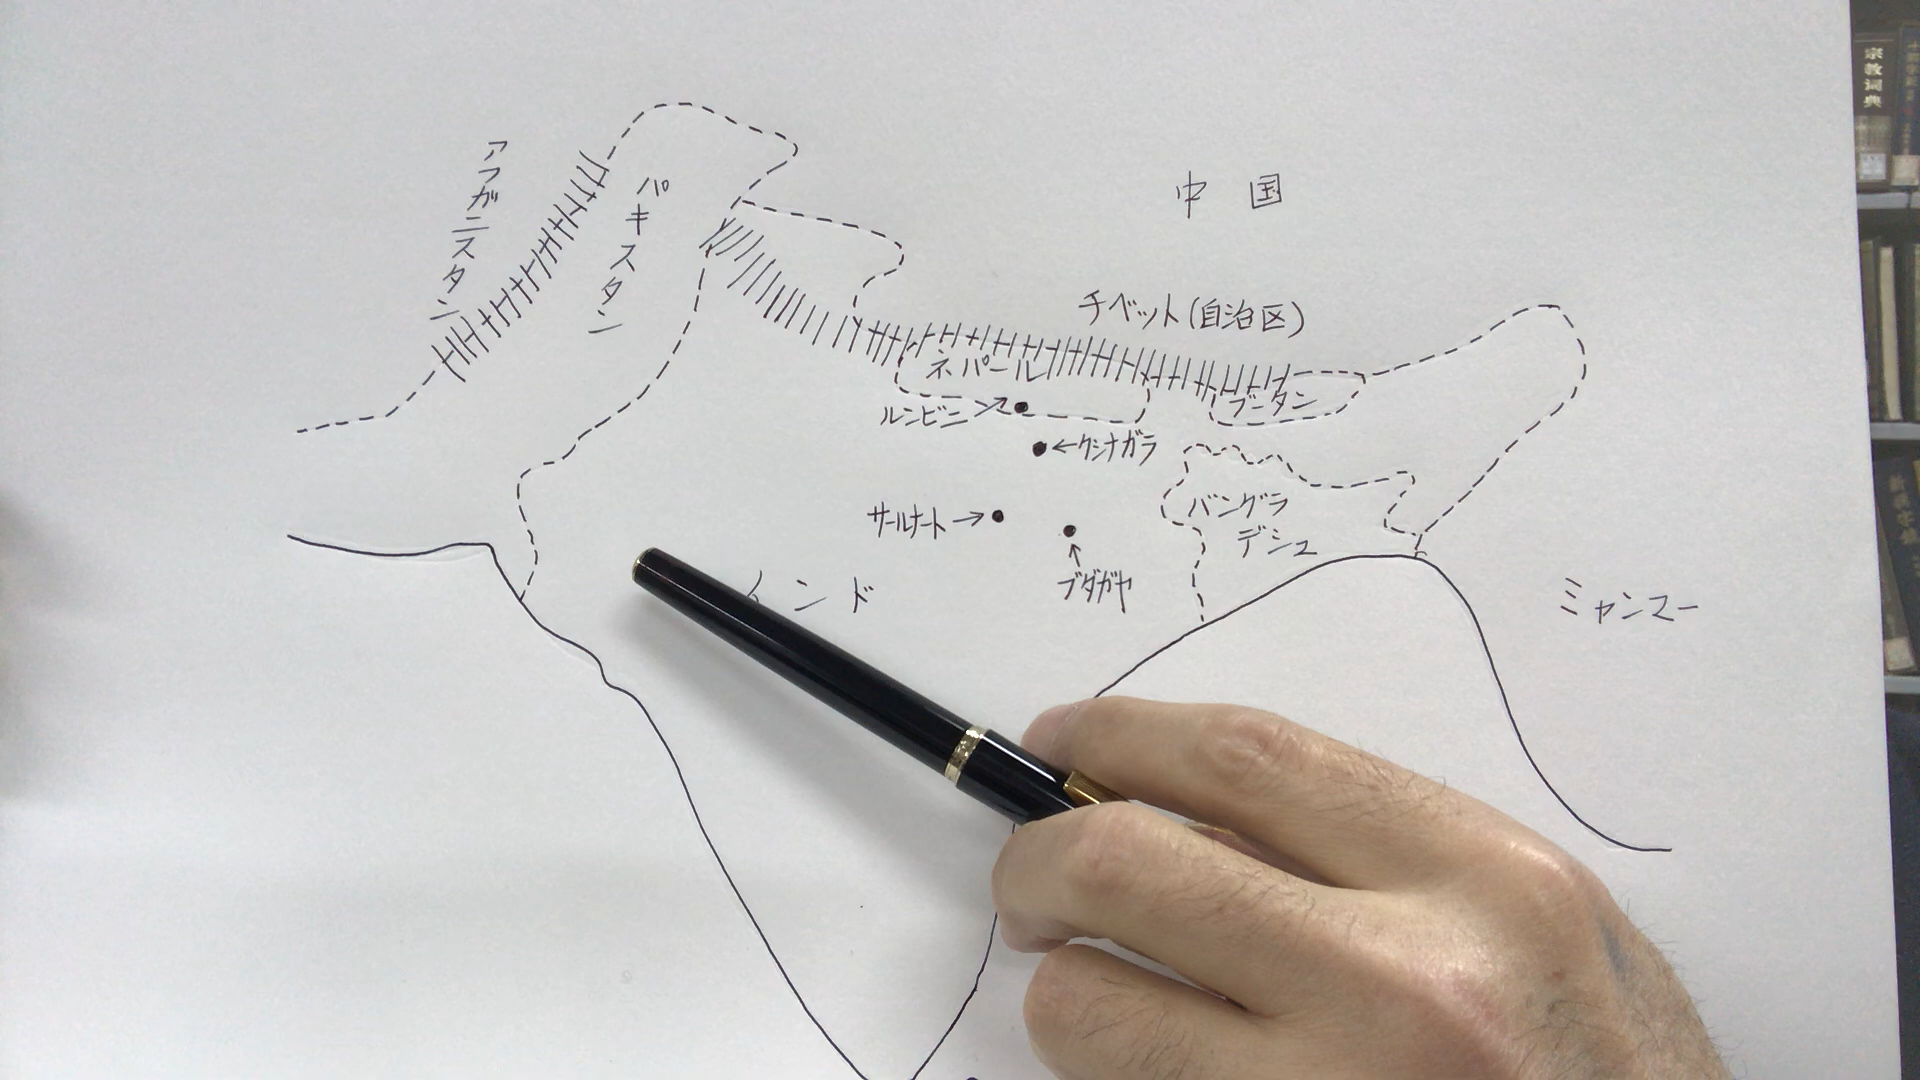 アフガニスタン
パキスタン
中国
チベット(自治区)
ネパール
ブータン
ルンビニ
クシナガラ
サールナート
ブダガヤ
バングラ
デシュ
インド
ミャンマー
宗教词典